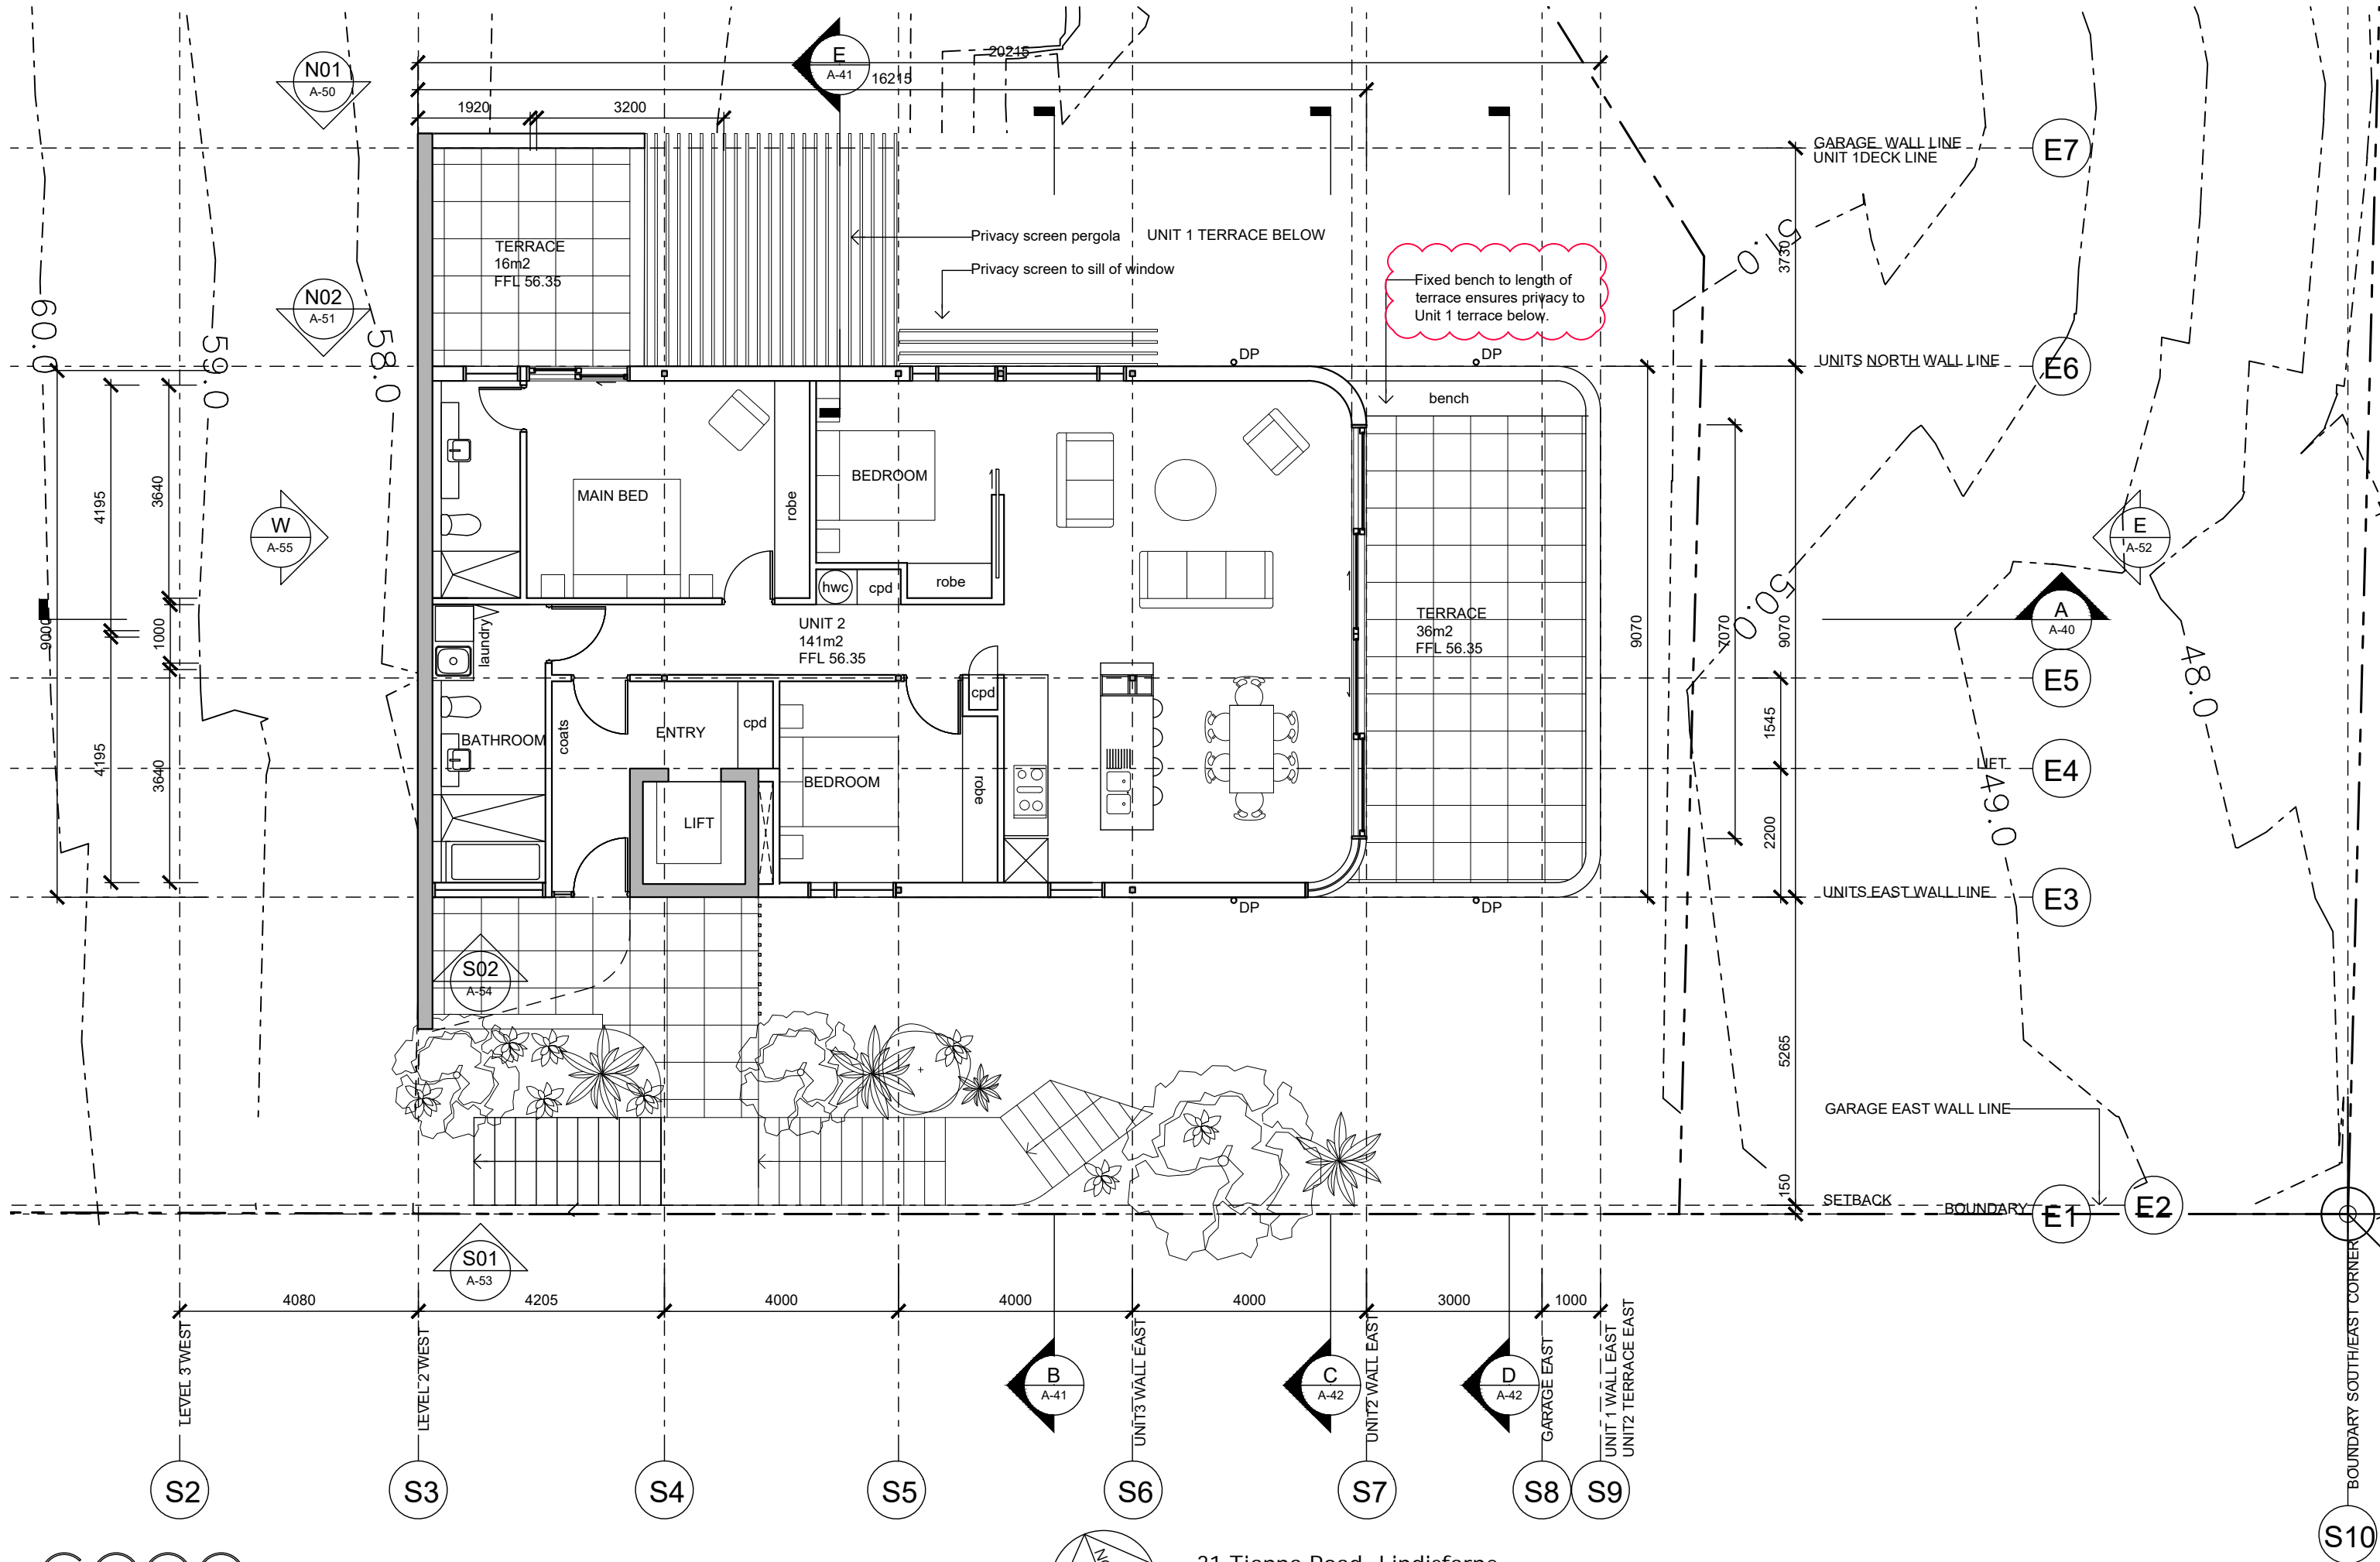 20215
16215
1920
3200
E
A-41
N01
A-50
N02
A-51
W
A-55
60.0
59.0
58.0
51.0
50.0
49.0
48.0
GARAGE WALL LINE
UNIT 1DECK LINE
E7
UNITS NORTH WALL LINE
E6
E
A-52
A
A-40
E5
LIFT
E4
UNITS EAST WALL LINE
E3
GARAGE EAST WALL LINE
SETBACK
BOUNDARY
E1
E2
3730
9070
7070
9070
1545
2200
5265
150
TERRACE
16m2
FFL 56.35
Privacy screen pergola
UNIT 1 TERRACE BELOW
Privacy screen to sill of window
Fixed bench to length of
terrace ensures privacy to
Unit 1 terrace below.
DP
DP
bench
MAIN BED
robe
BEDROOM
hwc
cpd
robe
laundry
UNIT 2
141m2
FFL 56.35
TERRACE
36m2
FFL 56.35
cpd
BATHROOM
coats
ENTRY
cpd
LIFT
BEDROOM
robe
DP
DP
9000
4195
4195
3640
1000
3640
S02
A-54
S01
A-53
4080
4205
4000
4000
4000
3000
1000
LEVEL 3 WEST
LEVEL 2 WEST
B
A-41
UNIT3 WALL EAST
C
A-42
UNIT2 WALL EAST
D
A-42
GARAGE EAST
UNIT 1 WALL EAST
UNIT2 TERRACE EAST
BOUNDARY SOUTH/EAST CORNER
S2
S3
S4
S5
S6
S7
S8
S9
S10